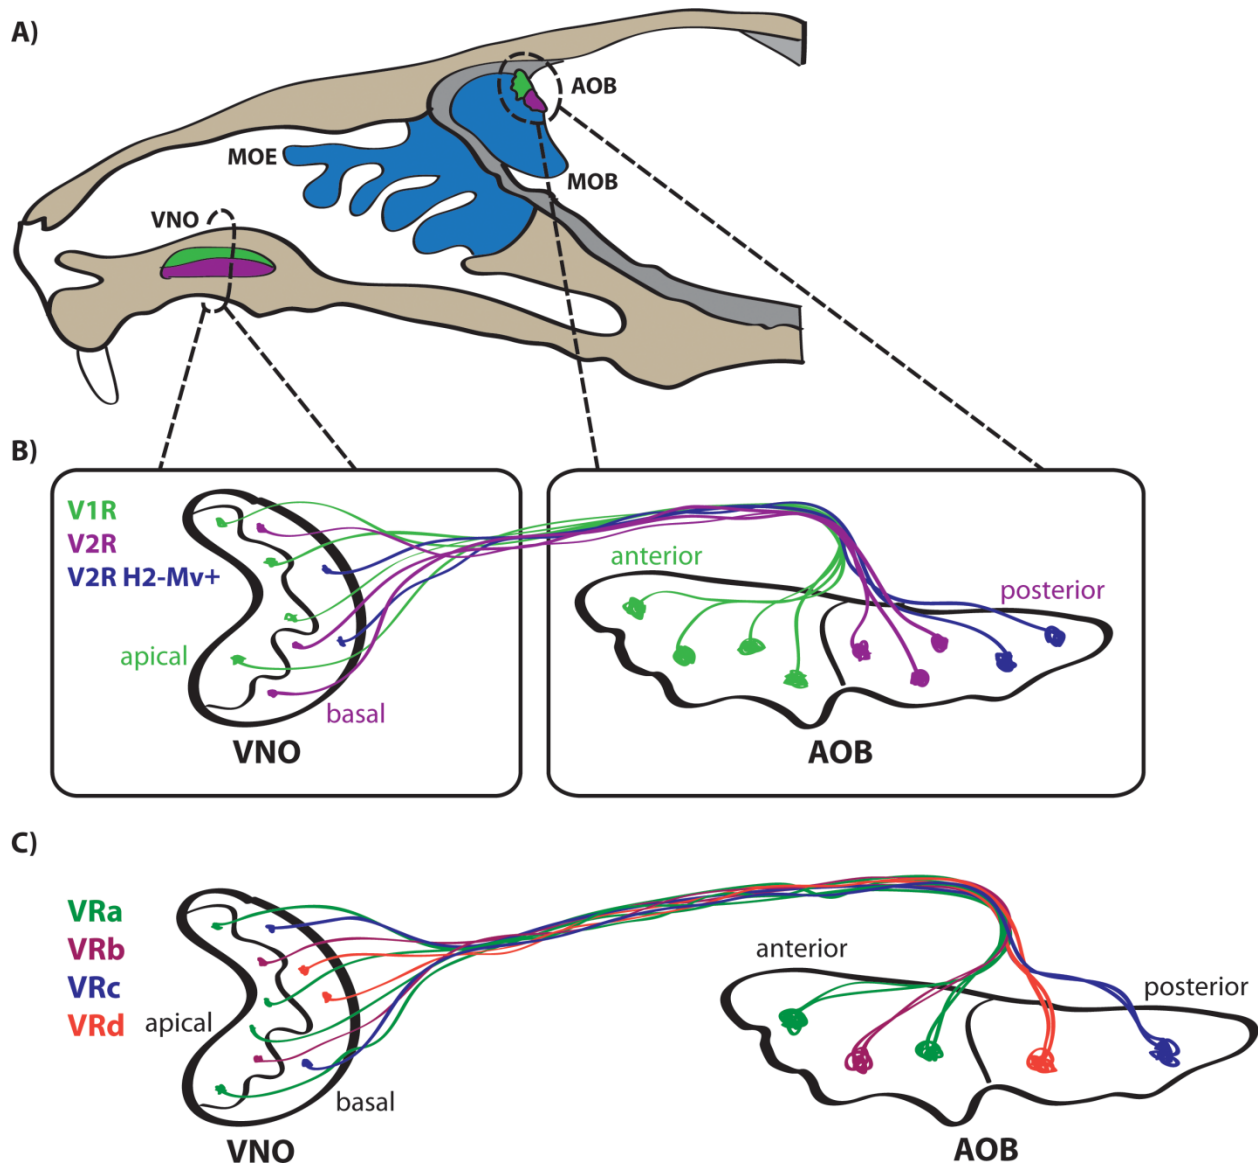 A)
AOB
MOE
MOB
VNO
B)
V1R
V2R
V2R H2-Mv+
apical
basal
VNO
anterior
posterior
AOB
C)
VRa
VRb
VRc
VRd
apical
basal
VNO
anterior
posterior
AOB